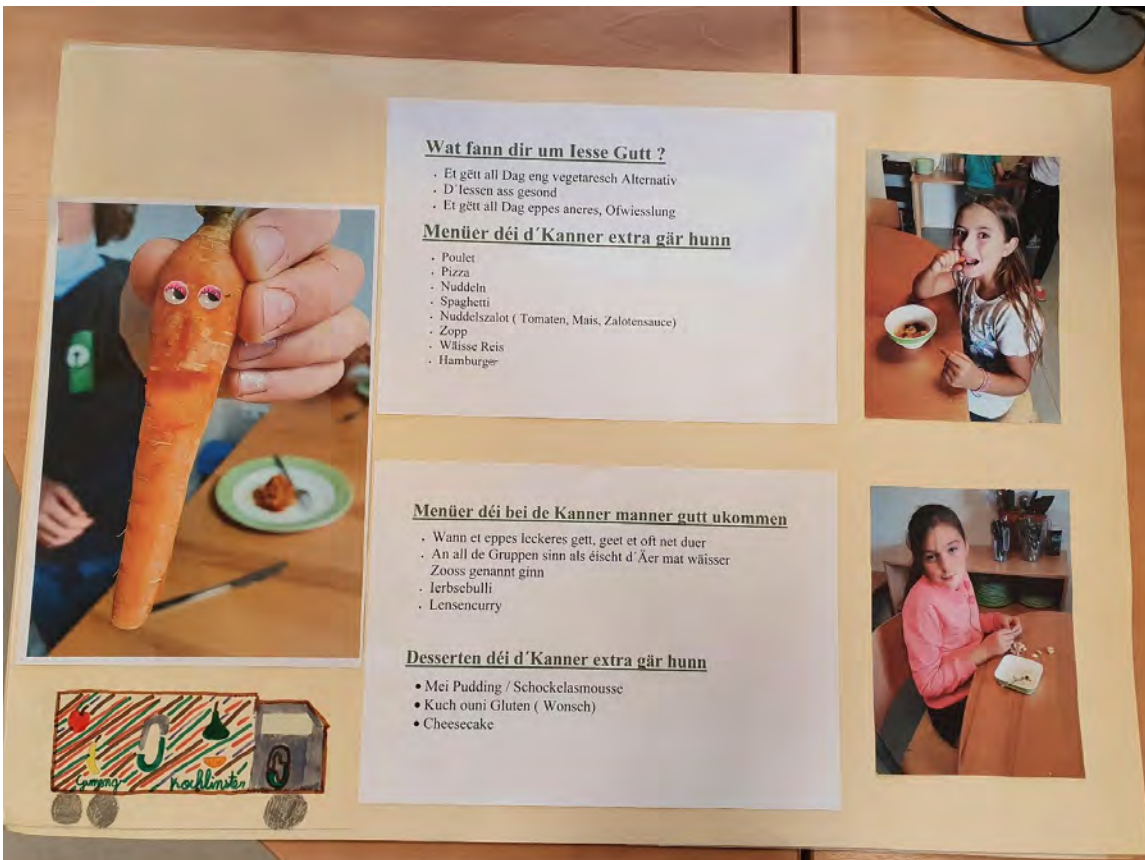 Wat fann dir um Iesse Gutt ?
. Et gëtt all Dag eng vegetaresch Alternativ
. D´Iessen ass gesond
. Et gëtt all Dag eppes aneres, Ofwiesslung
Menüer déi d´Kanner extra gär hunn
. Poulet
. Pizza
. Nuddeln
. Spaghetti
. Nuddelszalot ( Tomaten, Mais, Zalotensauce)
. Zopp
. Wäisse Reis
. Hamburger
Menüer déi bei de Kanner manner gutt ukommen
. Wann et eppes leckeres gett, geet et oft net duer
. An all de Gruppen sinn als éischt d´Äer mat wäisser
Zooss genannt ginn
. Ierbsebulli
. Lensencurry
Desserten déi d´Kanner extra gär hunn
• Mei Pudding / Schockelasmousse
• Kuch ouni Gluten ( Wonsch)
• Cheesecake